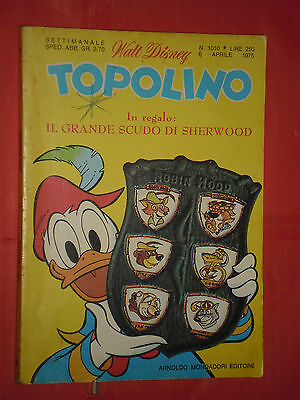 SETTIMANALE
SPED. ABB. GR. 2/70
Walt Disney
N. 1010 • LIRE 250
6 APRILE 1975
TOPOLINO
In regalo:
IL GRANDE SCUDO DI SHERWOOD
ROBIN HOOD
ARNOLDO MONDADORI EDITORE